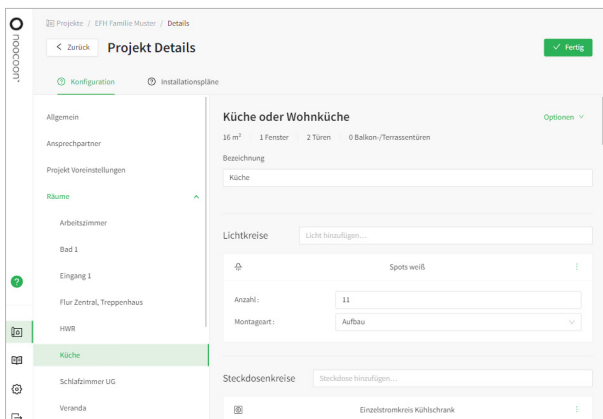 noocoon
Projekte / EFH Familie Muster / Details
< Zurück Projekt Details
Fertig
Konfiguration Installationspläne
Allgemein
Ansprechpartner
Projekt Voreinstellungen
Räume
Arbeitszimmer
Bad 1
Eingang 1
Flur Zentral, Treppenhaus
HWR
Küche
Schlafzimmer UG
Veranda
Küche oder Wohnküche
Optionen
16 m² 1 Fenster 2 Türen 0 Balkon-/Terrassentüren
Bezeichnung
Küche
Lichtkreise Licht hinzufügen...
Spots weiß
Anzahl: 11
Montageart: Aufbau
Steckdosenkreise Steckdose hinzufügen...
Einzelstromkreis Kühlschrank